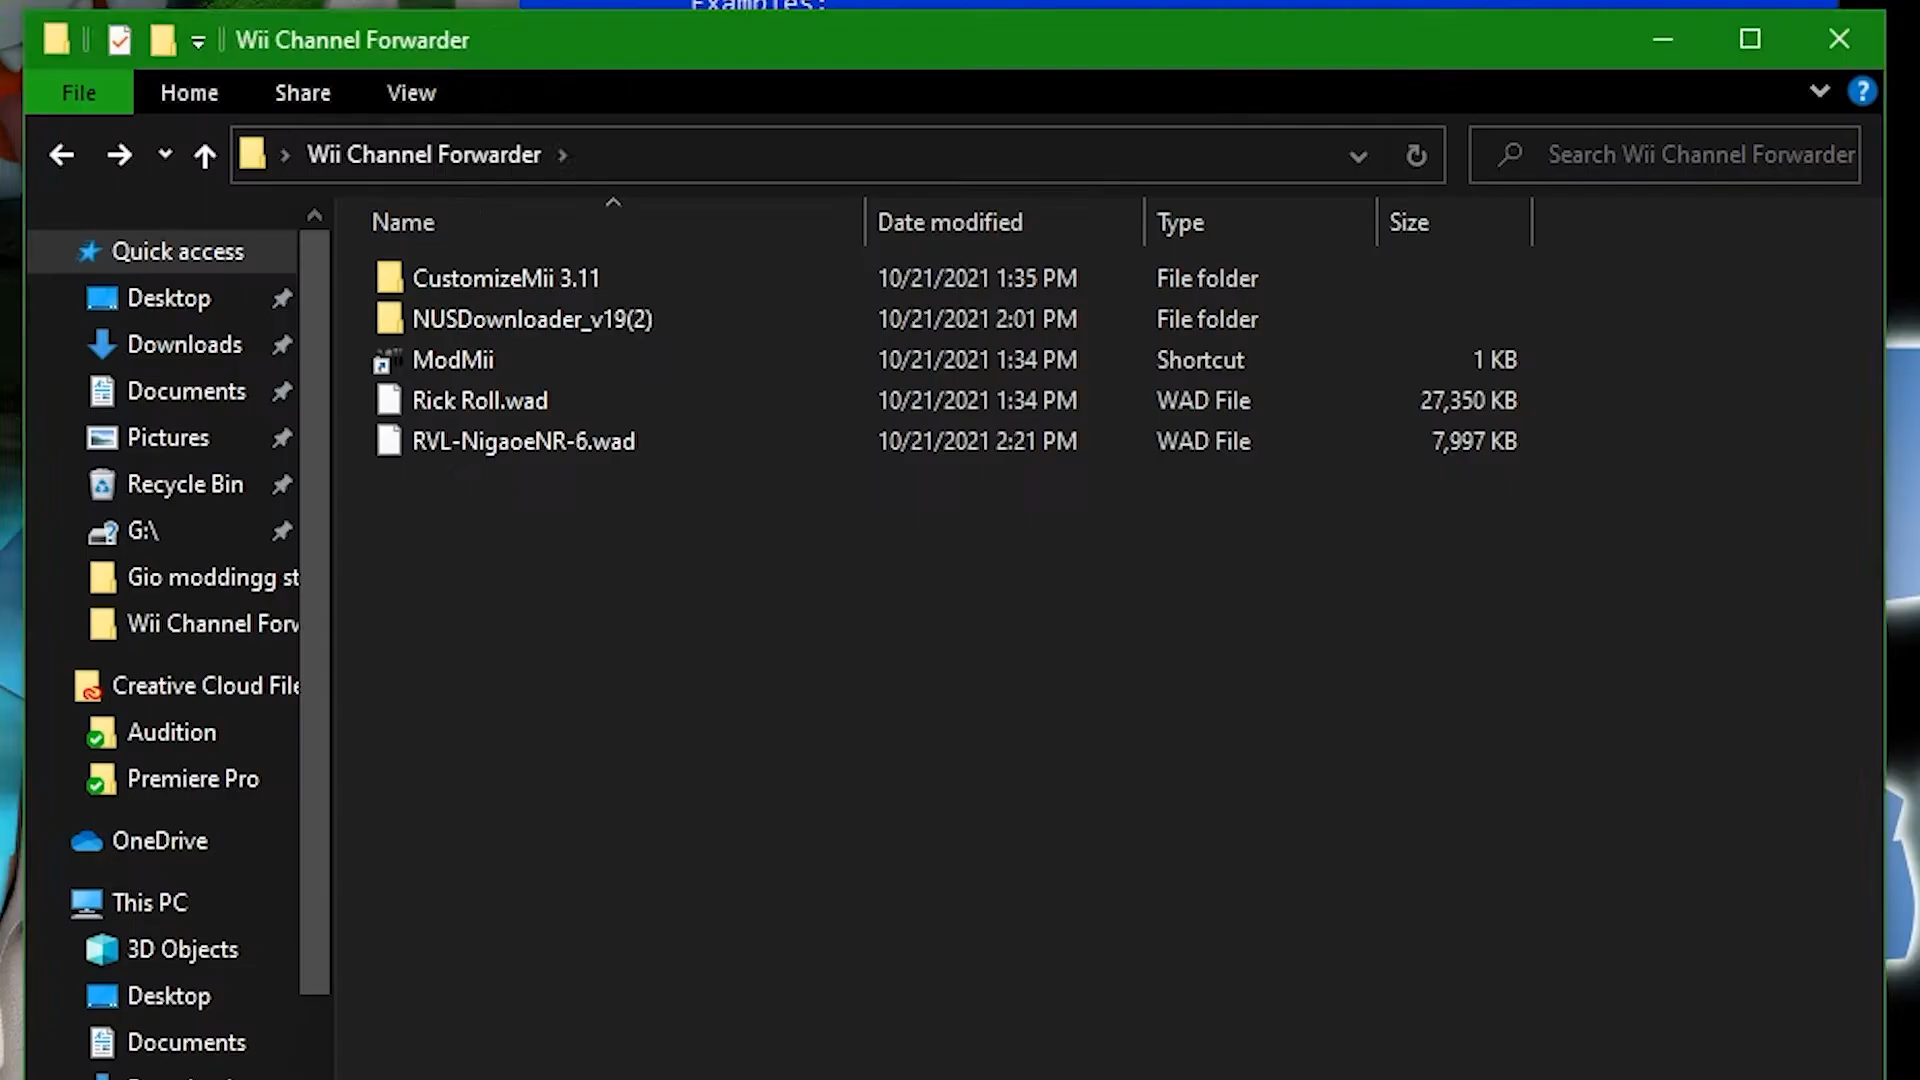 Examples:
Wii Channel Forwarder
File Home Share View ?
Wii Channel Forwarder
Search Wii Channel Forwarder
Name Date modified Type Size
CustomizeMii 3.11 10/21/2021 1:35 PM File folder
NUSDownloader_v19(2) 10/21/2021 2:01 PM File folder
ModMii 10/21/2021 1:34 PM Shortcut 1 KB
Rick Roll.wad 10/21/2021 1:34 PM WAD File 27,350 KB
RVL-NigaoeNR-6.wad 10/21/2021 2:21 PM WAD File 7,997 KB
Quick access
Desktop
Downloads
Documents
Pictures
Recycle Bin
G:\
Gio moddingg st
Wii Channel Forw
Creative Cloud File
Audition
Premiere Pro
OneDrive
This PC
3D Objects
Desktop
Documents